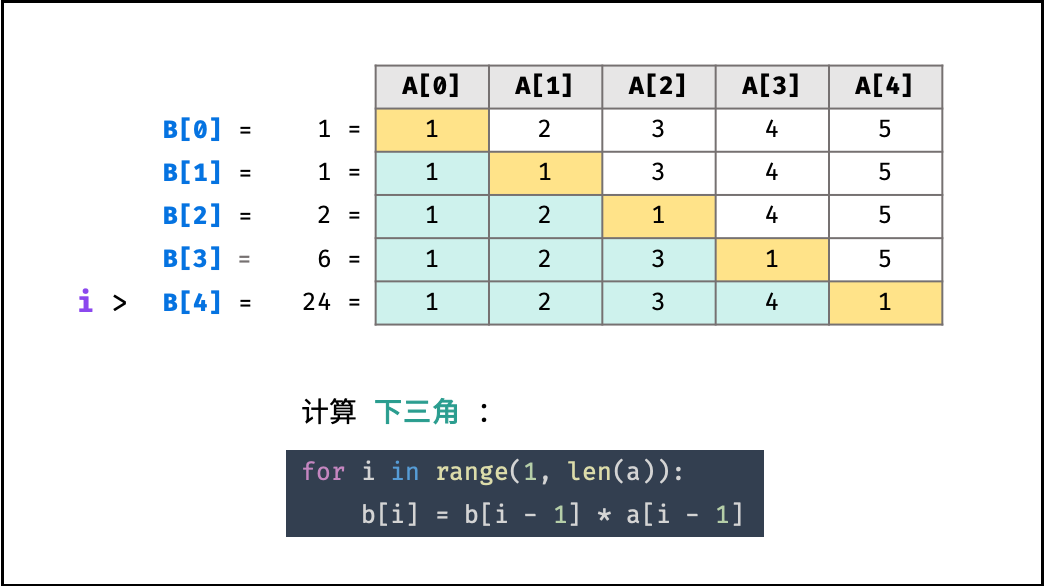 A[0] A[1] A[2] A[3] A[4]
B[0] = 1 = 1 2 3 4 5
B[1] = 1 = 1 1 3 4 5
B[2] = 2 = 1 2 1 4 5
B[3] = 6 = 1 2 3 1 5
i > B[4] = 24 = 1 2 3 4 1
计算 下三角 ：
for i in range(1, len(a)):
    b[i] = b[i - 1] * a[i - 1]